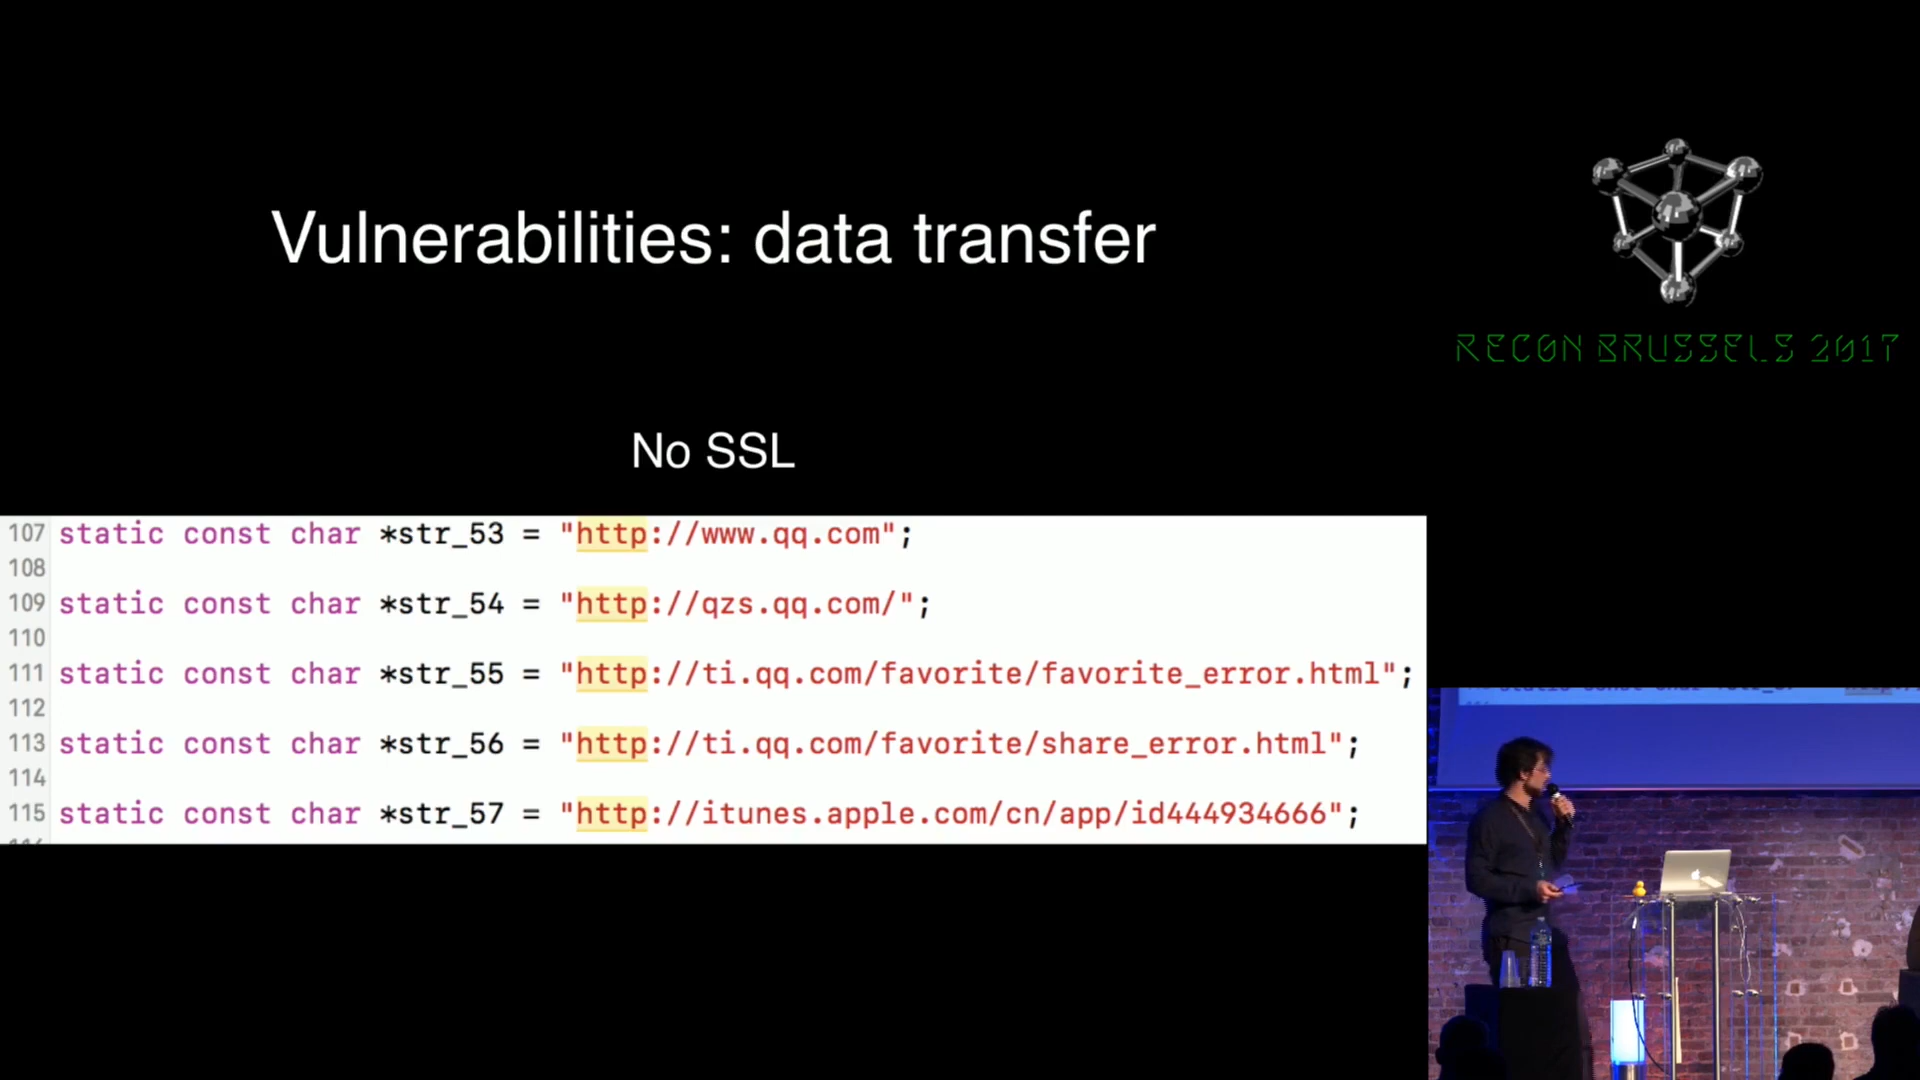 Vulnerabilities: data transfer
RECON BRUSSELS 2017
No SSL
107 static const char *str_53 = "http://www.qq.com";
108
109 static const char *str_54 = "http://qzs.qq.com/";
110
111 static const char *str_55 = "http://ti.qq.com/favorite/favorite_error.html";
112
113 static const char *str_56 = "http://ti.qq.com/favorite/share_error.html";
114
115 static const char *str_57 = "http://itunes.apple.com/cn/app/id444934666";